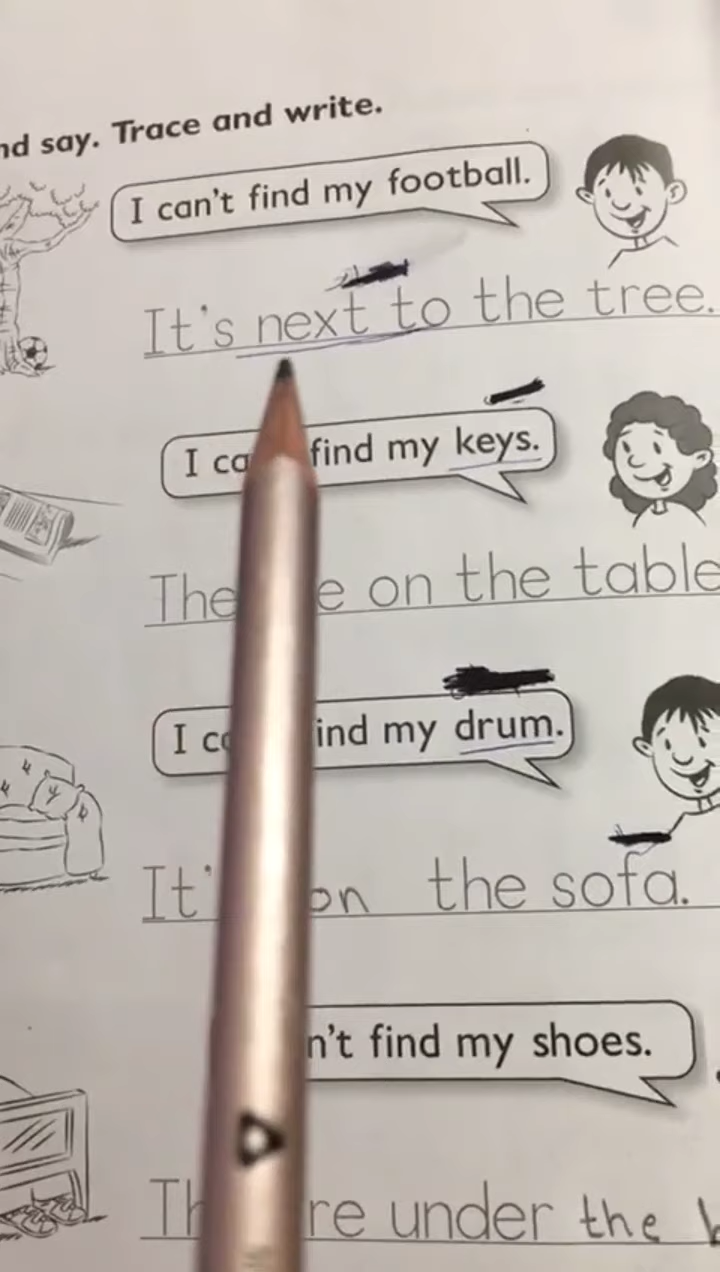 nd say. Trace and write.
I can't find my football.
It's next to the tree.
I ca find my keys.
The e on the table
I c ind my drum.
It' on the sofa.
n't find my shoes.
Th re under the